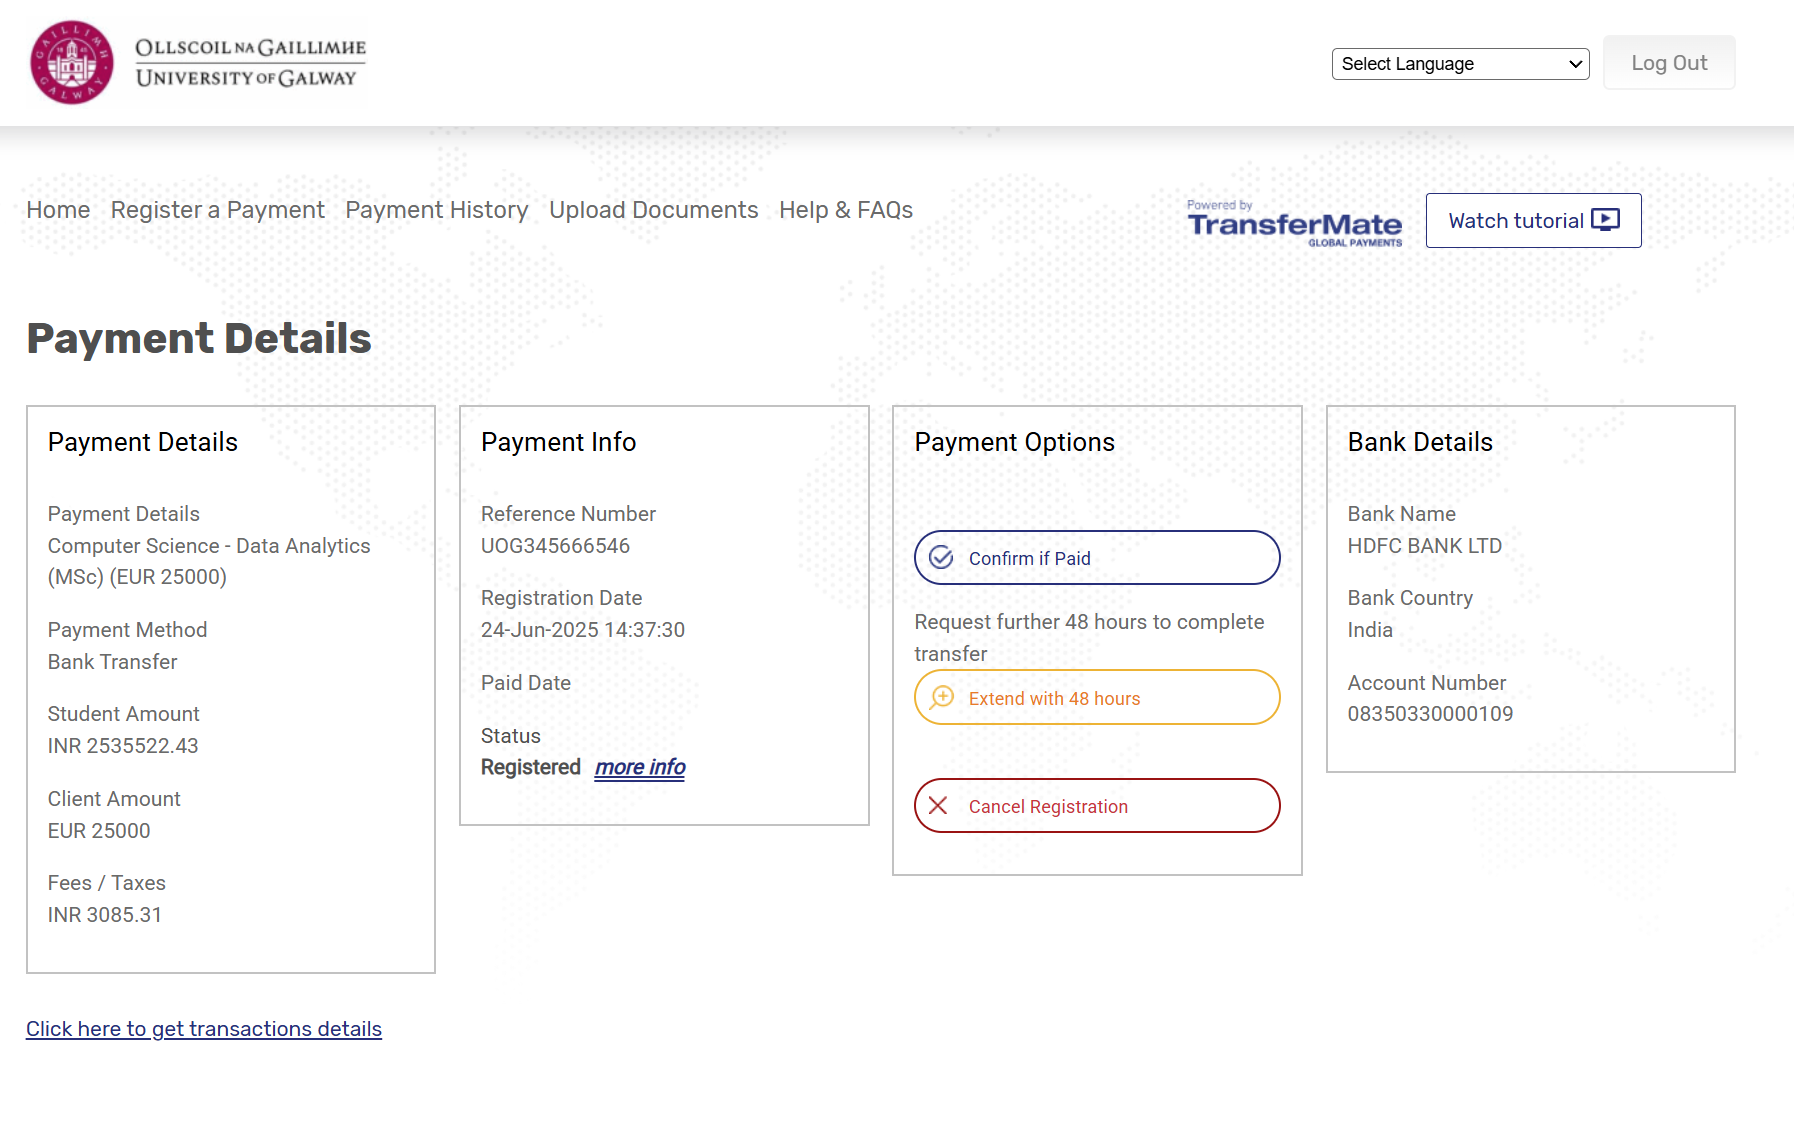 OLLSCOIL NA GAILLIMHE
UNIVERSITY OF GALWAY
Select Language
Log Out
Home Register a Payment Payment History Upload Documents Help & FAQs
Powered by
TransferMate
GLOBAL PAYMENTS
Watch tutorial
Payment Details
Payment Details
Payment Details
Computer Science - Data Analytics
(MSc) (EUR 25000)
Payment Method
Bank Transfer
Student Amount
INR 2535522.43
Client Amount
EUR 25000
Fees / Taxes
INR 3085.31
Payment Info
Reference Number
UOG345666546
Registration Date
24-Jun-2025 14:37:30
Paid Date
Status
Registered more info
Payment Options
Confirm if Paid
Request further 48 hours to complete
transfer
Extend with 48 hours
Cancel Registration
Bank Details
Bank Name
HDFC BANK LTD
Bank Country
India
Account Number
08350330000109
Click here to get transactions details